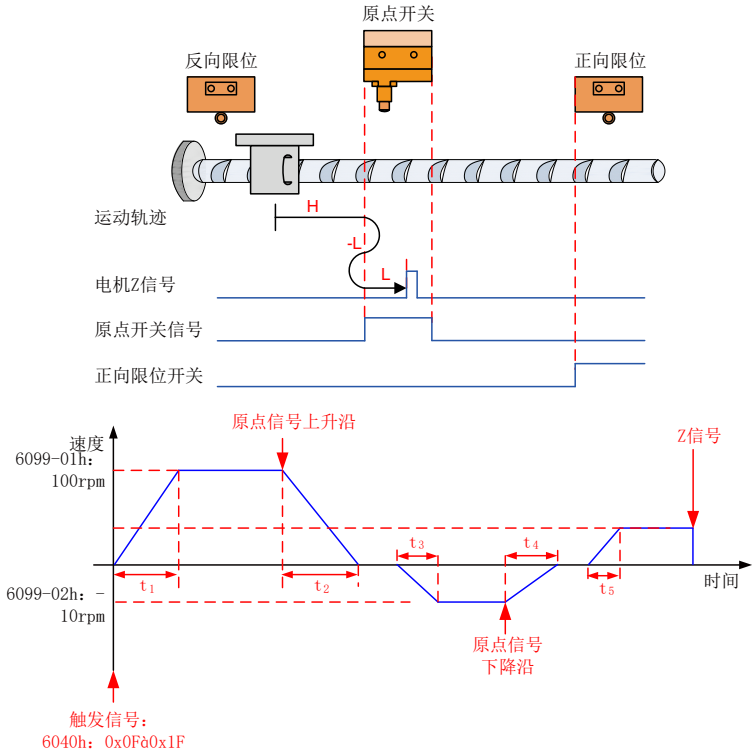 原点开关
反向限位
正向限位
运动轨迹
H
-L
L
电机Z信号
原点开关信号
正向限位开关
原点信号上升沿
Z信号
速度
6099-01h:
100rpm
t1
t2
t3
t4
t5
时间
6099-02h: -
10rpm
原点信号
下降沿
触发信号:
6040h: 0x0Fà0x1F